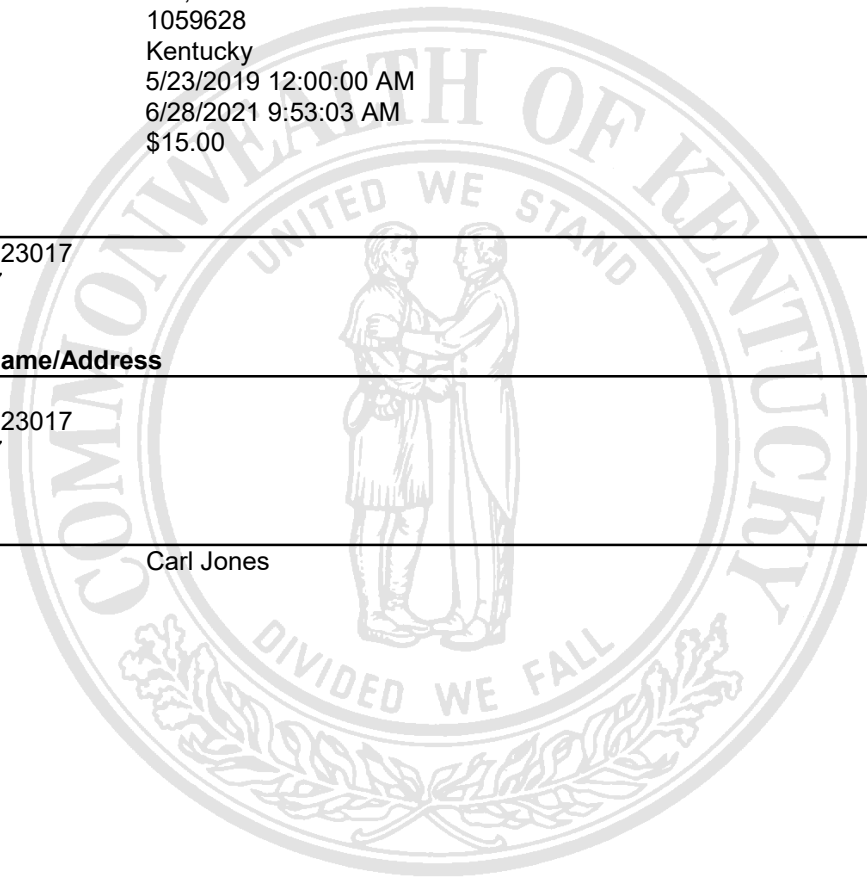 1059628
Kentucky
5/23/2019 12:00:00 AM
6/28/2021 9:53:03 AM
$15.00
COMMONWEALTH OF KENTUCKY
UNITED WE STAND
23017
ame/Address
23017
Carl Jones
DIVIDED WE FALL